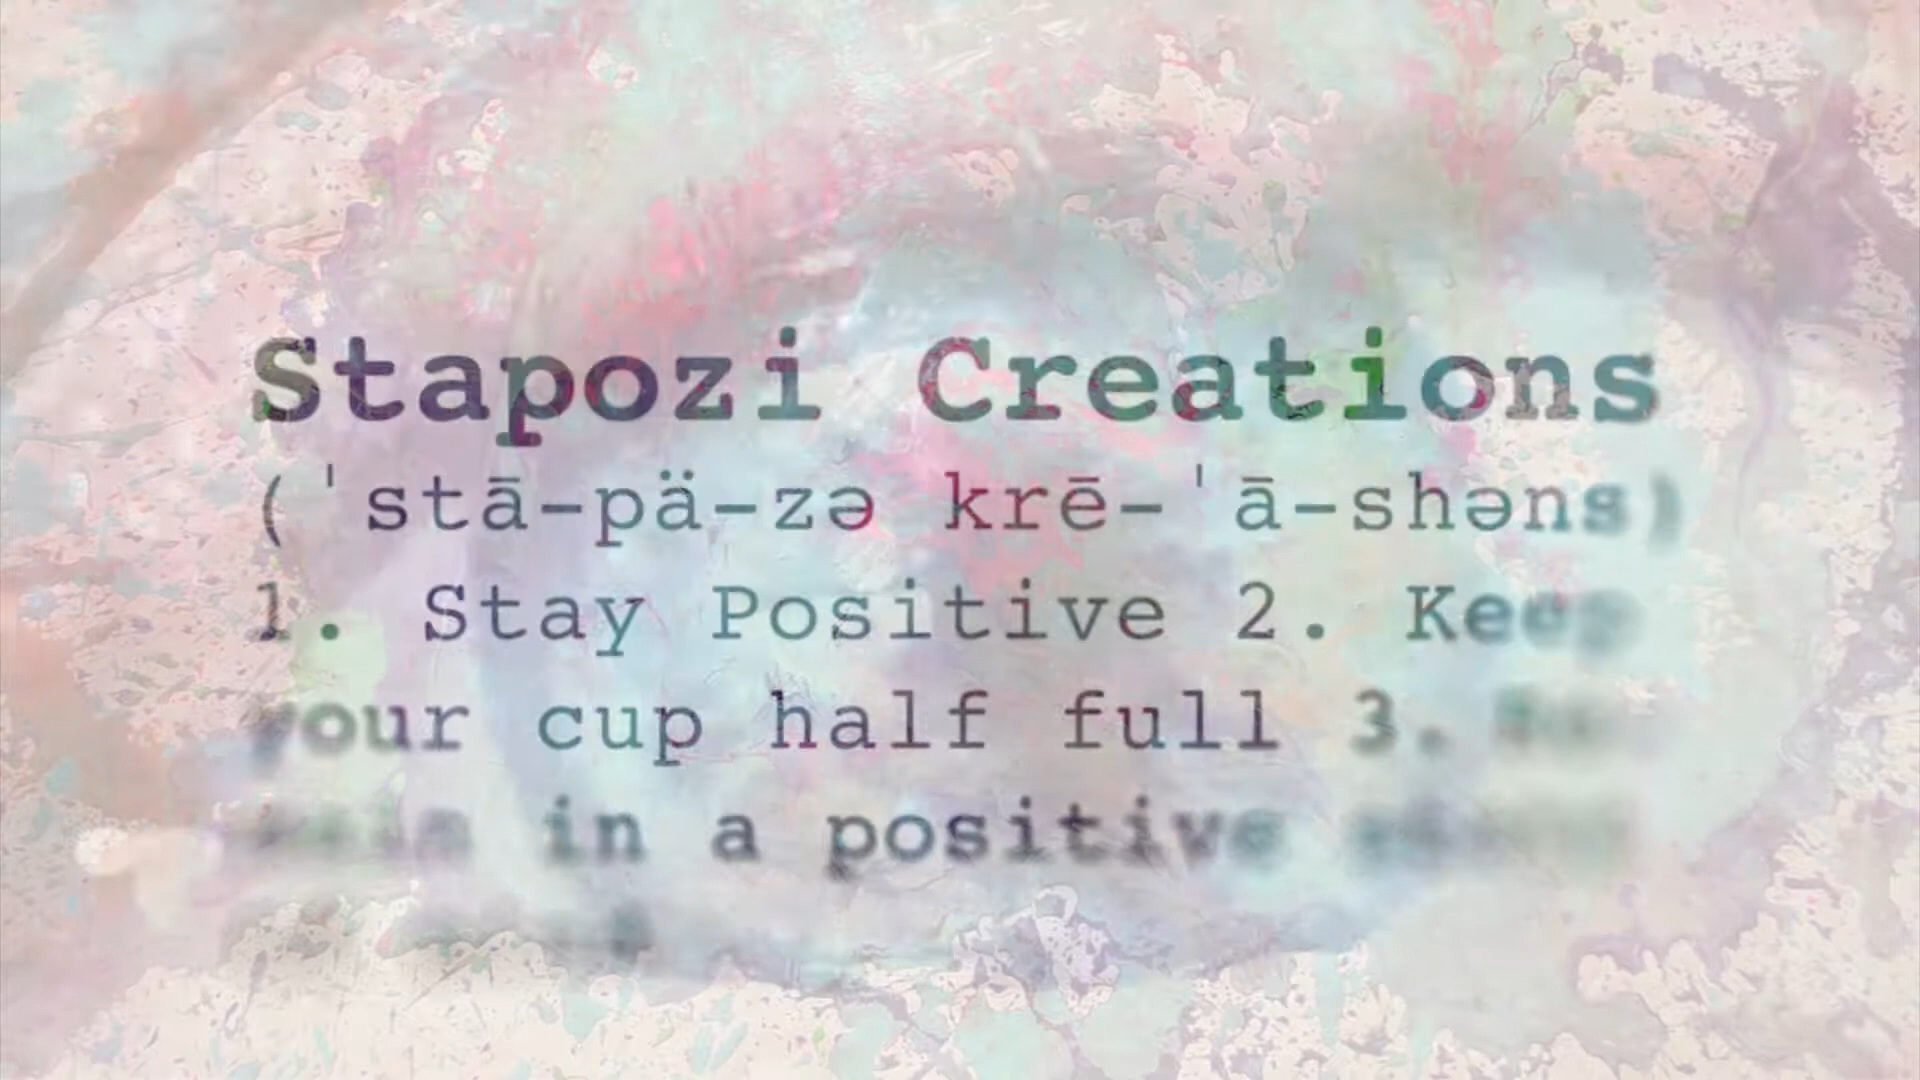 Stapozi Creations
(ˈstā-pä-zə krē-ˈā-shəns)
1. Stay Positive 2. Keep
your cup half full 3.
in a positive